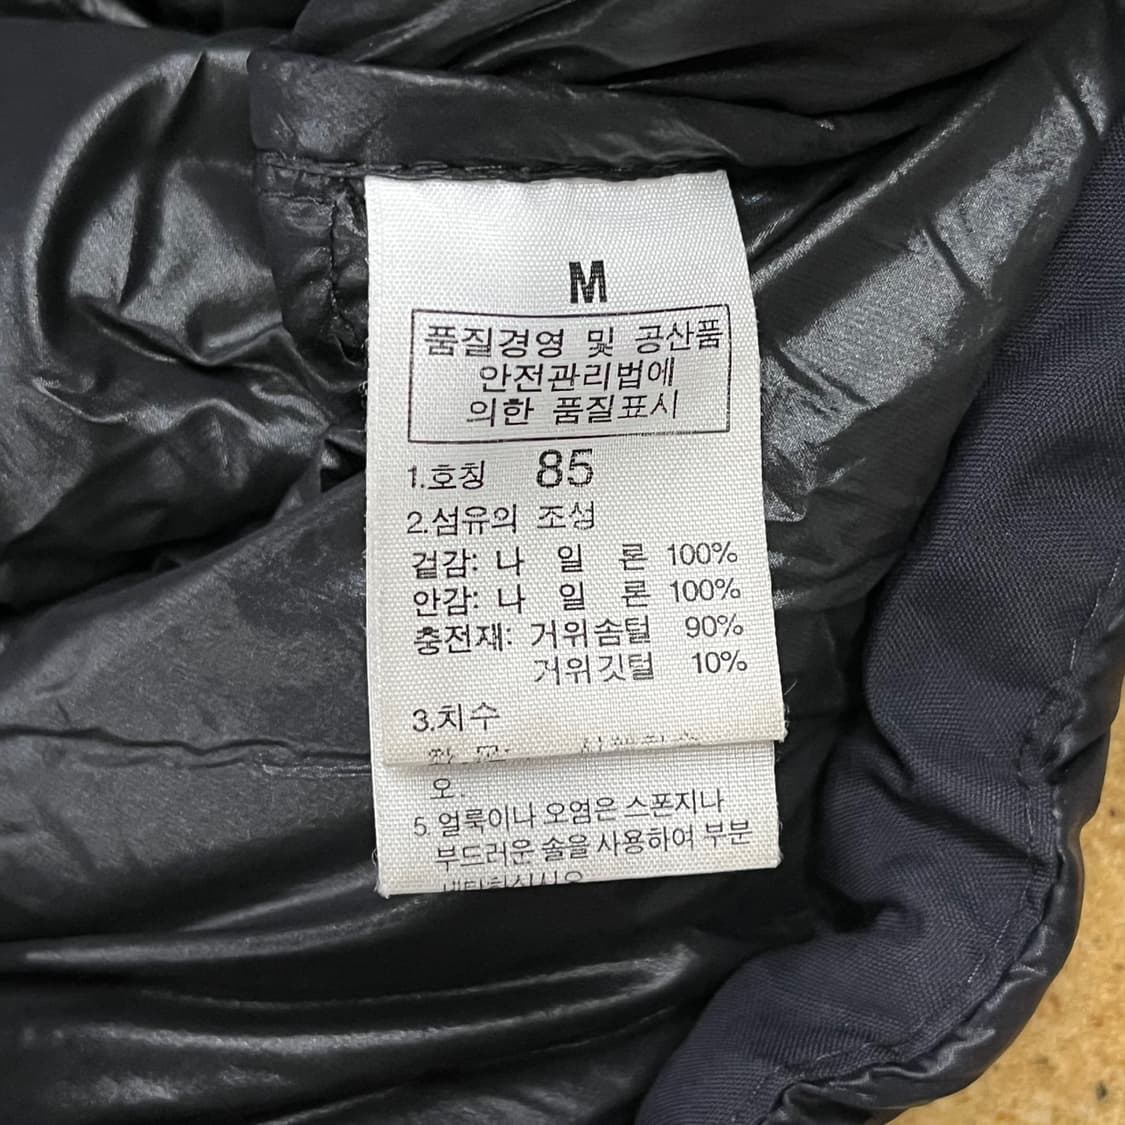 M
품질경영 및 공산품
안전관리법에
의한 품질표시
1.호칭 85
2.섬유의 조성
겉감: 나 일 론 100%
안감: 나 일 론 100%
충전재: 거위솜털 90%
거위깃털 10%
3.치수
오.
5 얼룩이나 오염은 스폰지나
부드러운 솔을 사용하여 부분